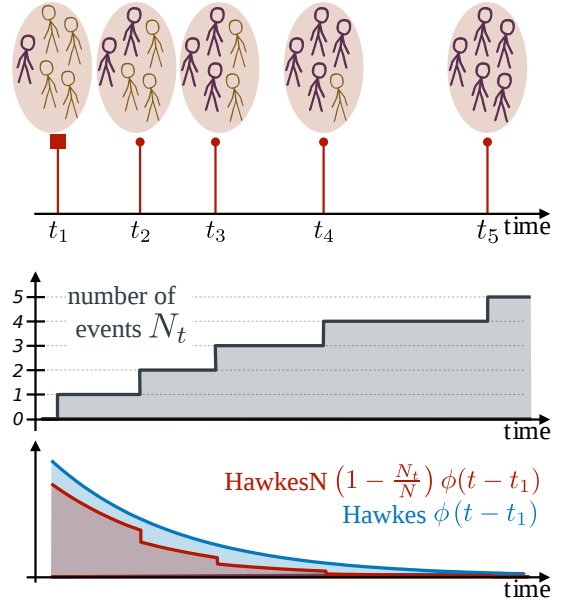 t₁ t₂ t₃ t₄ t₅ time
5
4
3
2
1
0
number of
events Nₜ
time
HawkesN (1 − Nₜ/N) ϕ(t − t₁)
Hawkes ϕ(t − t₁)
time